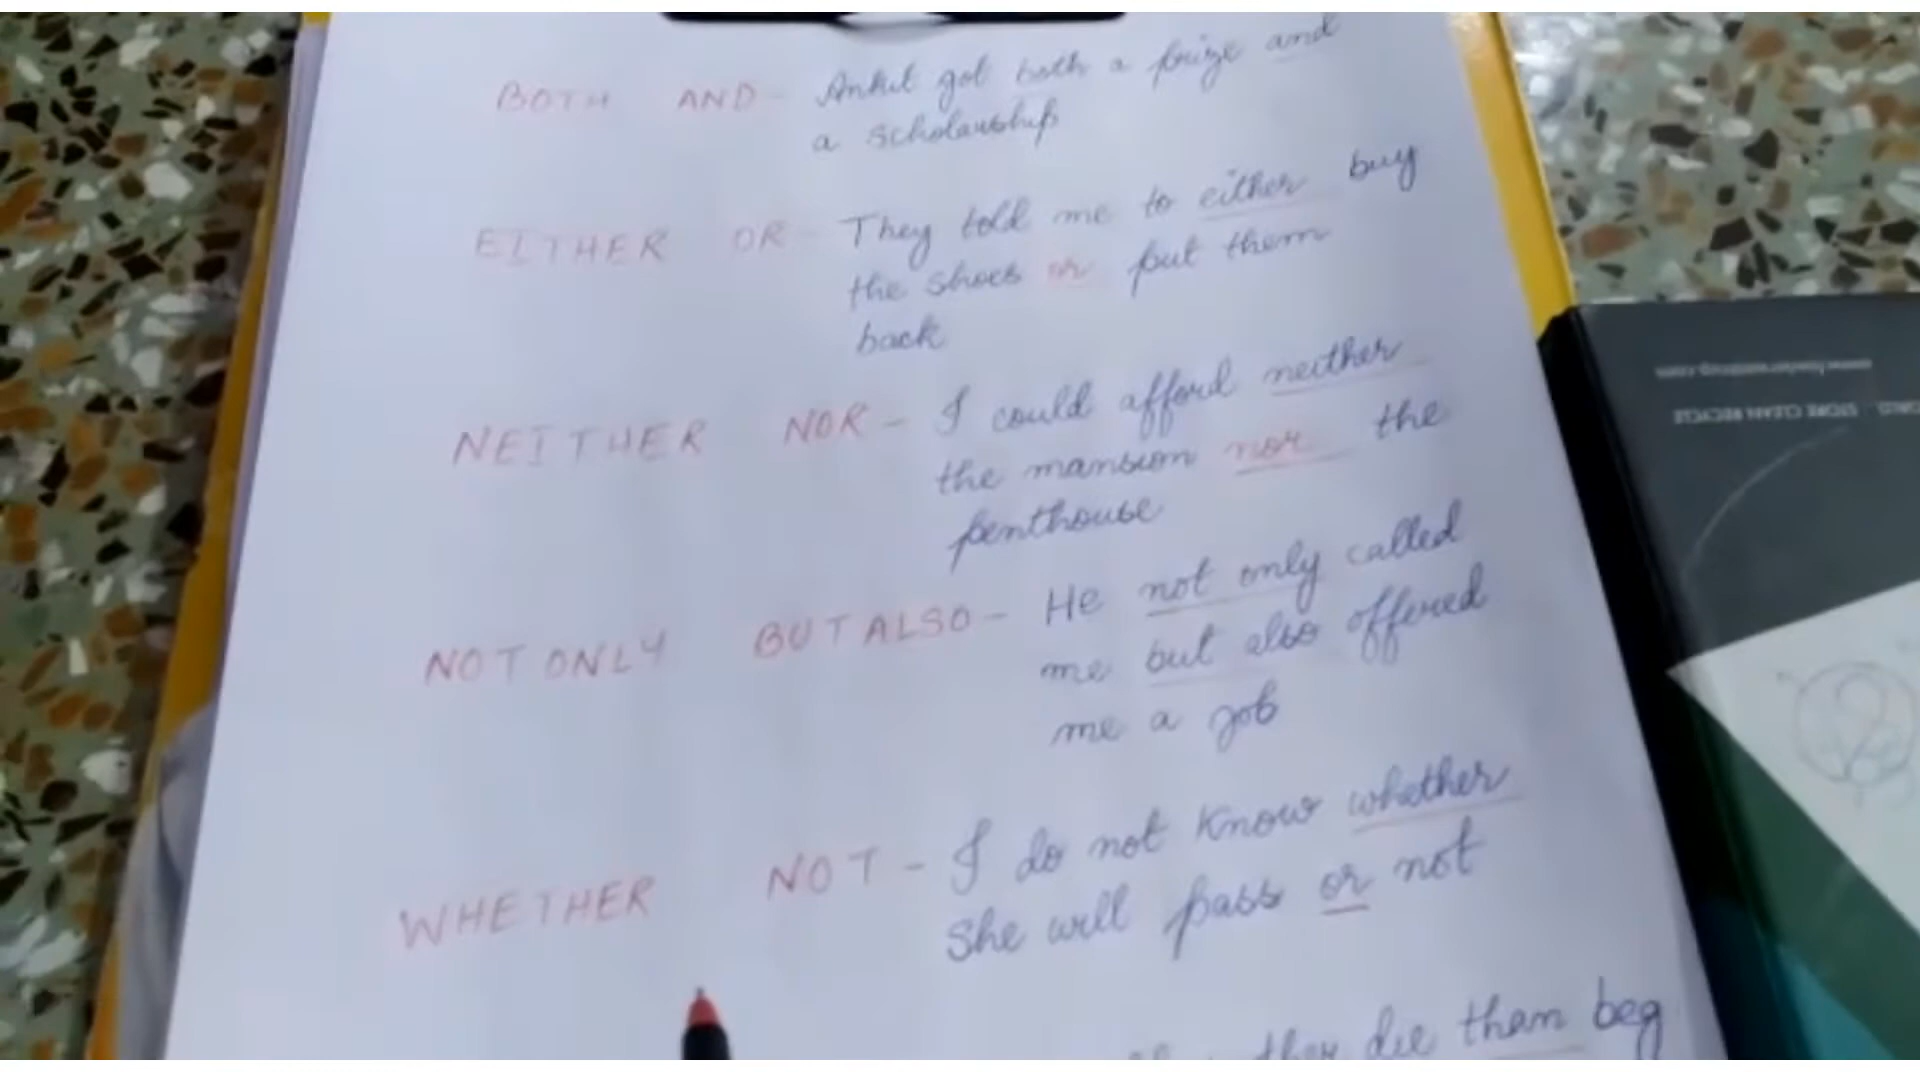 BOTH AND - Ankit got both a prize and
a scholarship
EITHER OR - They told me to either buy
the shoes or put them
back
NEITHER NOR - I could afford neither
the mansion nor the
penthouse
NOT ONLY BUT ALSO - He not only called
me but also offered
me a job
WHETHER NOT - I do not know whether
She will pass or not
die than beg
STORE CLEAN RECYCLE